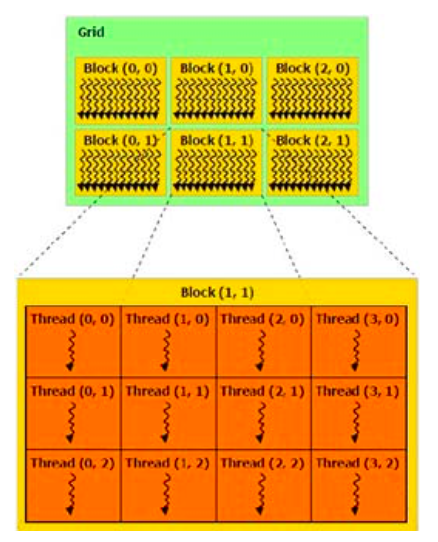 Grid
Block (0, 0) Block (1, 0) Block (2, 0)
Block (0, 1) Block (1, 1) Block (2, 1)
Block (1, 1)
Thread (0, 0) Thread (1, 0) Thread (2, 0) Thread (3, 0)
Thread (0, 1) Thread (1, 1) Thread (2, 1) Thread (3, 1)
Thread (0, 2) Thread (1, 2) Thread (2, 2) Thread (3, 2)